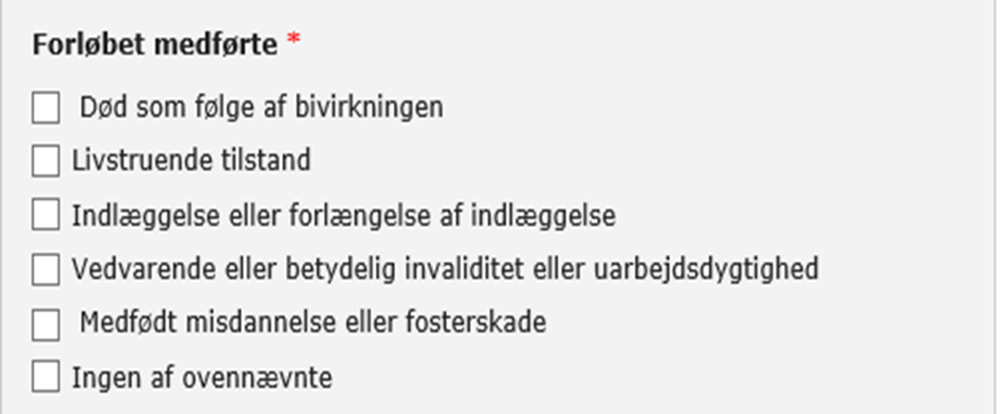 Forløbet medførte *
Død som følge af bivirkningen
Livstruende tilstand
Indlæggelse eller forlængelse af indlæggelse
Vedvarende eller betydelig invaliditet eller uarbejdsdygtighed
Medfødt misdannelse eller fosterskade
Ingen af ovennævnte